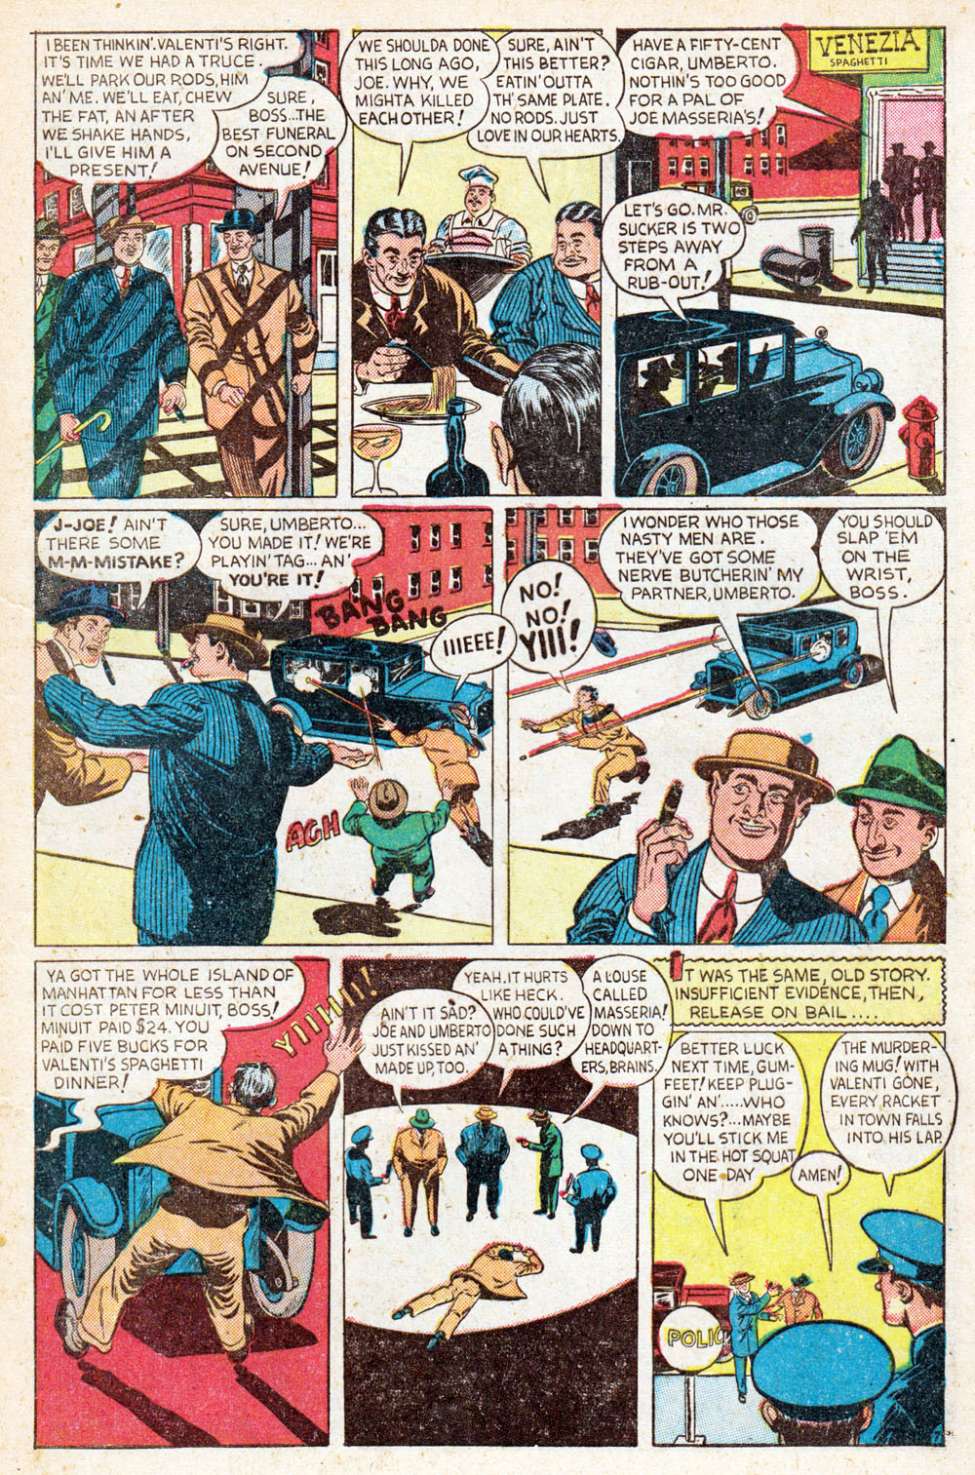 I BEEN THINKIN'. VALENTI'S RIGHT.
IT'S TIME WE HAD A TRUCE.
WE'LL PARK OUR RODS, HIM
AN' ME. WE'LL EAT, CHEW
THE FAT, AN AFTER
WE SHAKE HANDS,
I'LL GIVE HIM A
PRESENT!
SURE,
BOSS...THE
BEST FUNERAL
ON SECOND
AVENUE!
WE SHOULDA DONE
THIS LONG AGO,
JOE. WHY, WE
MIGHTA KILLED
EACH OTHER!
SURE, AIN'T
THIS BETTER?
EATIN' OUTTA
TH' SAME PLATE.
NO RODS. JUST
LOVE IN OUR HEARTS.
HAVE A FIFTY-CENT
CIGAR, UMBERTO.
NOTHIN'S TOO GOOD
FOR A PAL OF
JOE MASSERIA'S!
VENEZIA
SPAGHETTI
LET'S GO. MR.
SUCKER IS TWO
STEPS AWAY
FROM A
RUB-OUT!
J-JOE! AIN'T
THERE SOME
M-M-MISTAKE?
SURE, UMBERTO...
YOU MADE IT! WE'RE
PLAYIN' TAG... AN'
YOU'RE IT!
BANG
BANG
IIIEEE!
AGH
NO!
NO!
YIII!
I WONDER WHO THOSE
NASTY MEN ARE.
THEY'VE GOT SOME
NERVE BUTCHERIN' MY
PARTNER, UMBERTO.
YOU SHOULD
SLAP 'EM
ON THE
WRIST,
BOSS.
YA GOT THE WHOLE ISLAND OF
MANHATTAN FOR LESS THAN
IT COST PETER MINUIT, BOSS!
MINUIT PAID $24. YOU
PAID FIVE BUCKS FOR
VALENTI'S SPAGHETTI
DINNER!
YIIIIII!
AIN'T IT SAD?
JOE AND UMBERTO
JUST KISSED AN'
MADE UP, TOO.
YEAH. IT HURTS
LIKE HECK.
WHO COULD'VE
DONE SUCH
A THING?
A LOUSE
CALLED
MASSERIA!
DOWN TO
HEADQUART-
ERS, BRAINS.
IT WAS THE SAME, OLD STORY.
INSUFFICIENT EVIDENCE, THEN,
RELEASE ON BAIL....
BETTER LUCK
NEXT TIME, GUM-
FEET! KEEP PLUG-
GIN' AN'.....WHO
KNOWS?...MAYBE
YOU'LL STICK ME
IN THE HOT SQUAT
ONE DAY
THE MURDER-
ING MUG! WITH
VALENTI GONE,
EVERY RACKET
IN TOWN FALLS
INTO HIS LAP.
AMEN!
POLIC